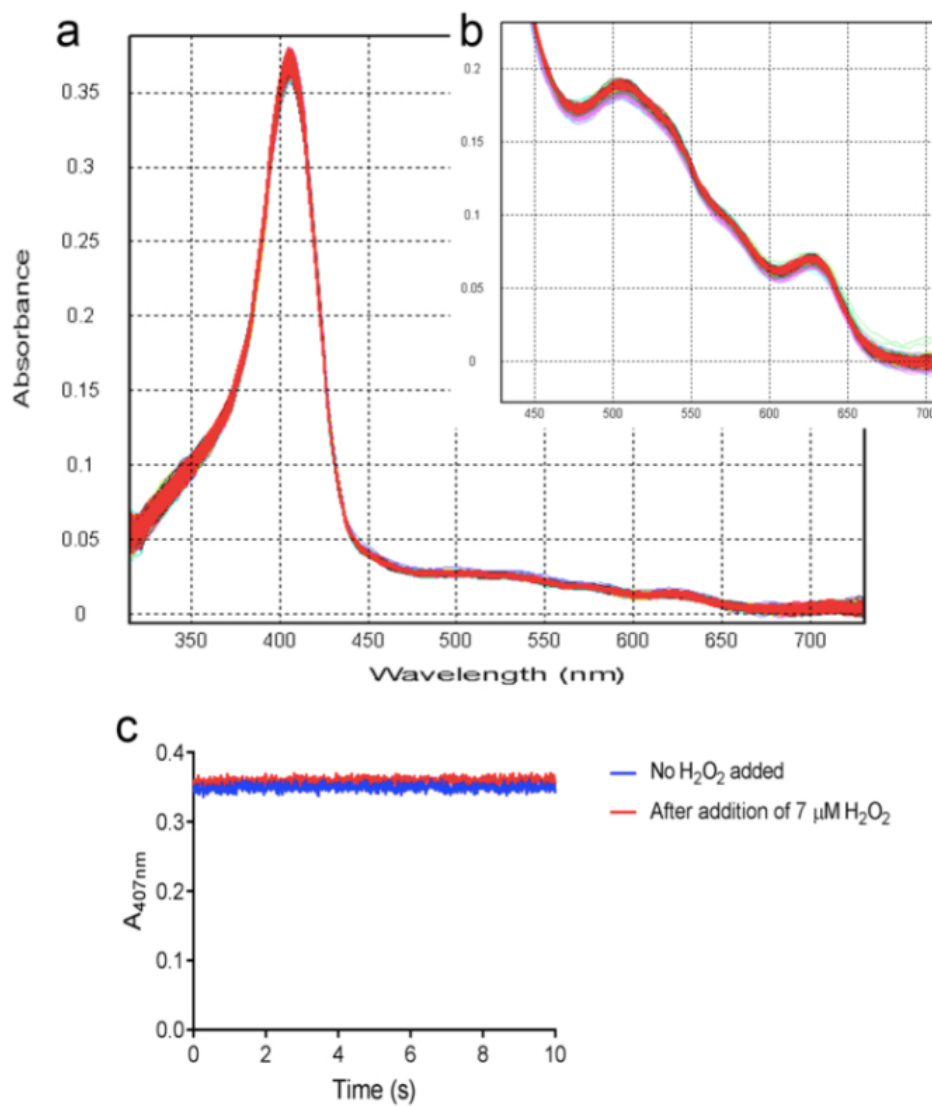 a
0.35
0.3
0.25
0.2
0.15
0.1
0.05
0
Absorbance
350 400 450 500 550 600 650 700
Wavelength (nm)
b
0.2
0.15
0.1
0.05
0
450 500 550 600 650 700
c
0.4
0.3
0.2
0.1
0.0
A407nm
0 2 4 6 8 10
Time (s)
No H₂O₂ added
After addition of 7 μM H₂O₂